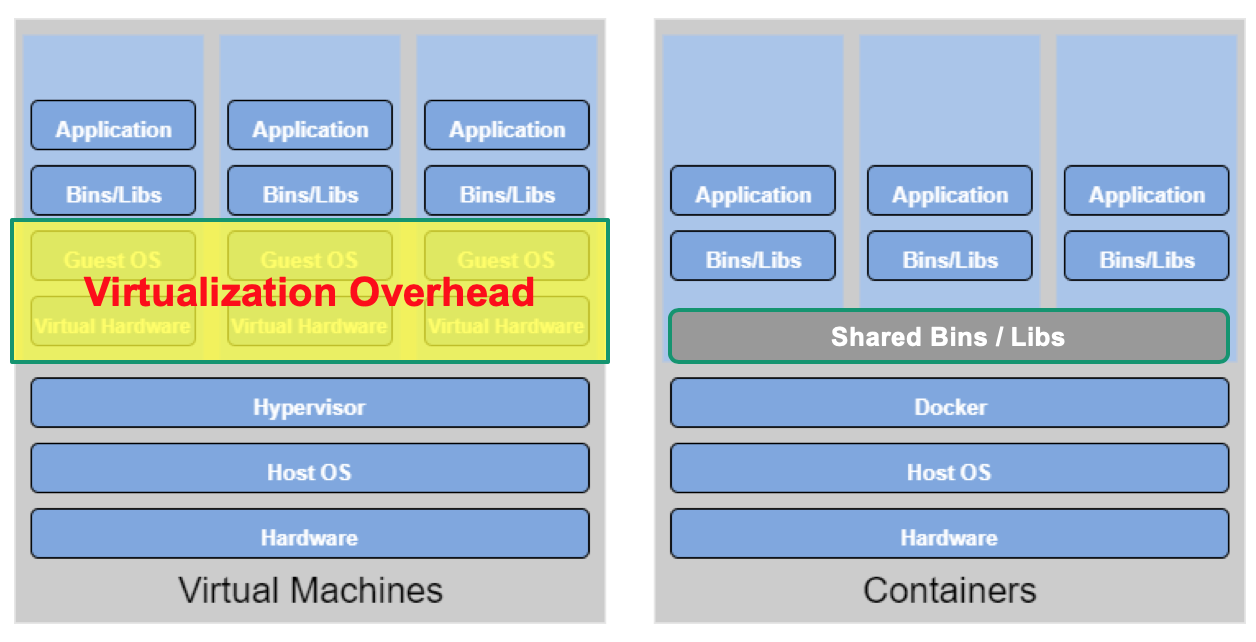 Application Application Application
Bins/Libs Bins/Libs Bins/Libs
Guest OS Guest OS Guest OS
Virtualization Overhead
Virtual Hardware Virtual Hardware Virtual Hardware
Hypervisor
Host OS
Hardware
Virtual Machines
Application Application Application
Bins/Libs Bins/Libs Bins/Libs
Shared Bins / Libs
Docker
Host OS
Hardware
Containers